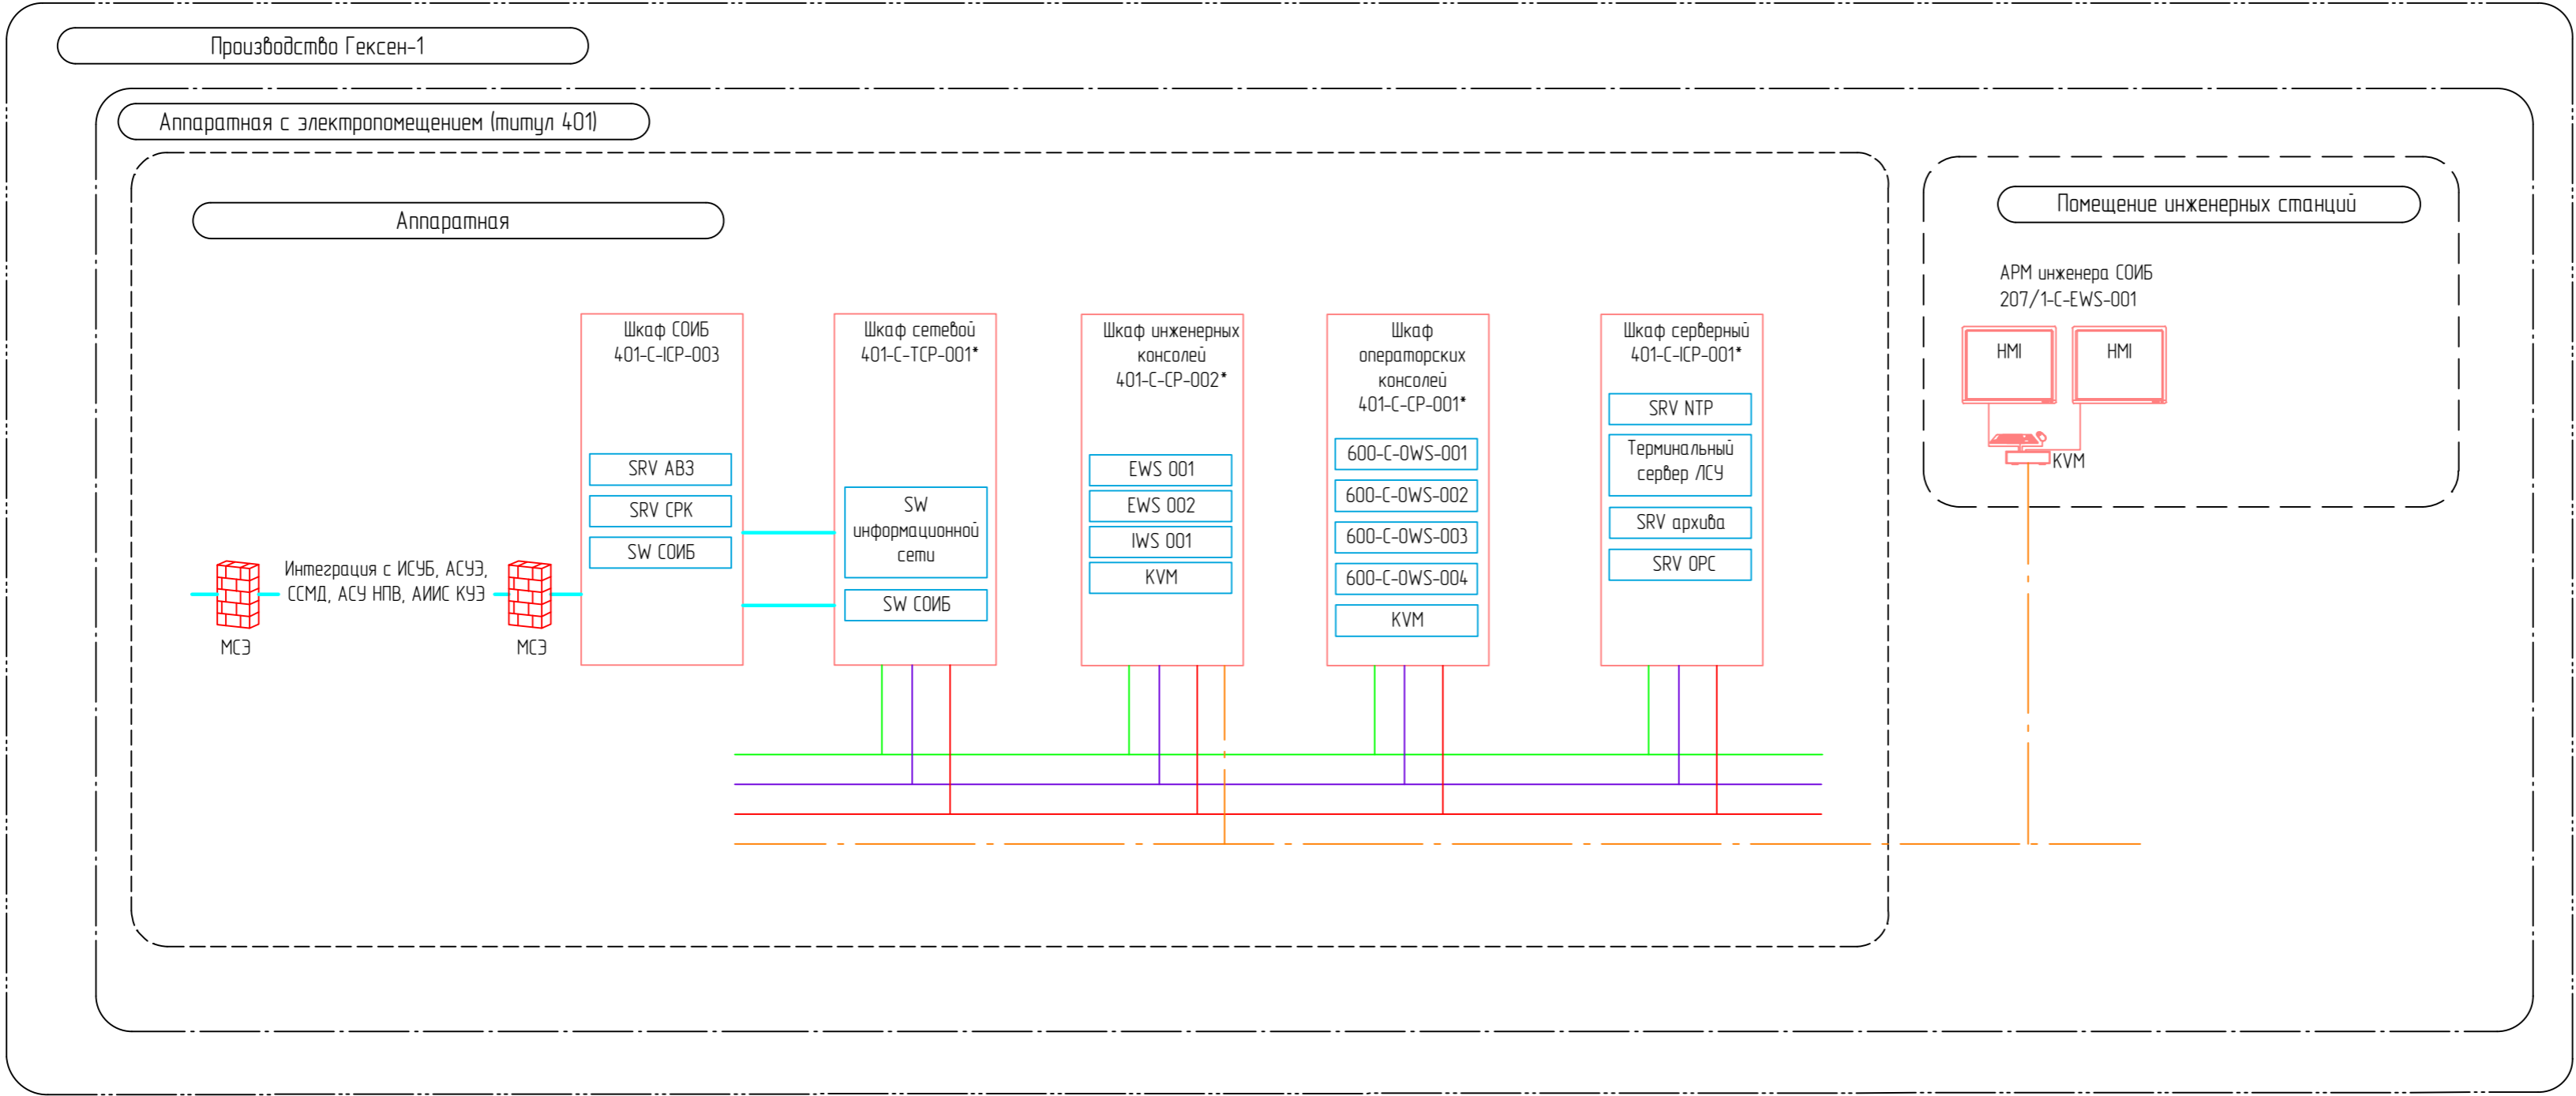 Производство Гексен-1
Аппаратная с электропомещением (титул 401)
Аппаратная
Помещение инженерных станций
АРМ инженера СОИБ
207/1-C-EWS-001
HMI
HMI
KVM
Интеграция с ИСУБ, АСУЭ,
ССМД, АСУ НПВ, АИИС КУЭ
МСЭ
МСЭ
Шкаф СОИБ
401-C-ICP-003
SRV АВЗ
SRV СРК
SW СОИБ
Шкаф сетевой
401-C-TCP-001*
SW
информационной
сети
SW СОИБ
Шкаф инженерных
консолей
401-C-CP-002*
EWS 001
EWS 002
IWS 001
KVM
Шкаф
операторских
консолей
401-C-CP-001*
600-C-OWS-001
600-C-OWS-002
600-C-OWS-003
600-C-OWS-004
KVM
Шкаф серверный
401-C-ICP-001*
SRV NTP
Терминальный
сервер ЛСУ
SRV архива
SRV OPC